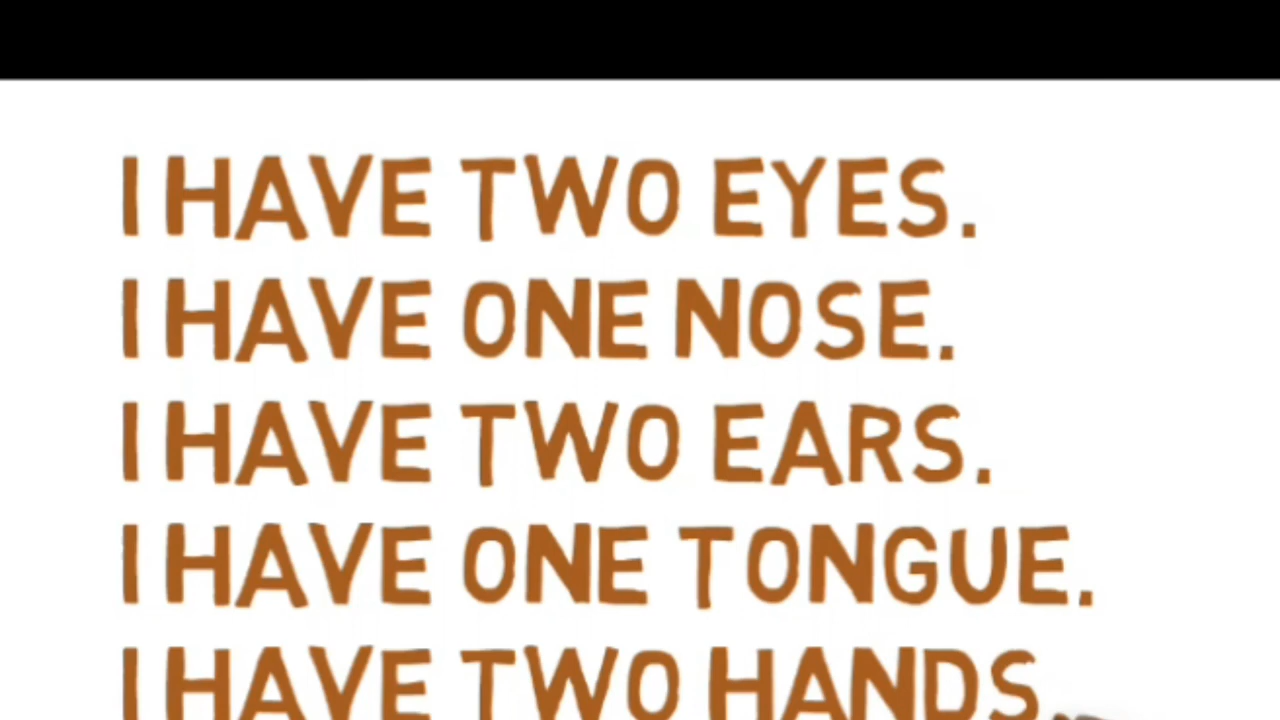 I HAVE TWO EYES.
I HAVE ONE NOSE.
I HAVE TWO EARS.
I HAVE ONE TONGUE.
I HAVE TWO HANDS.